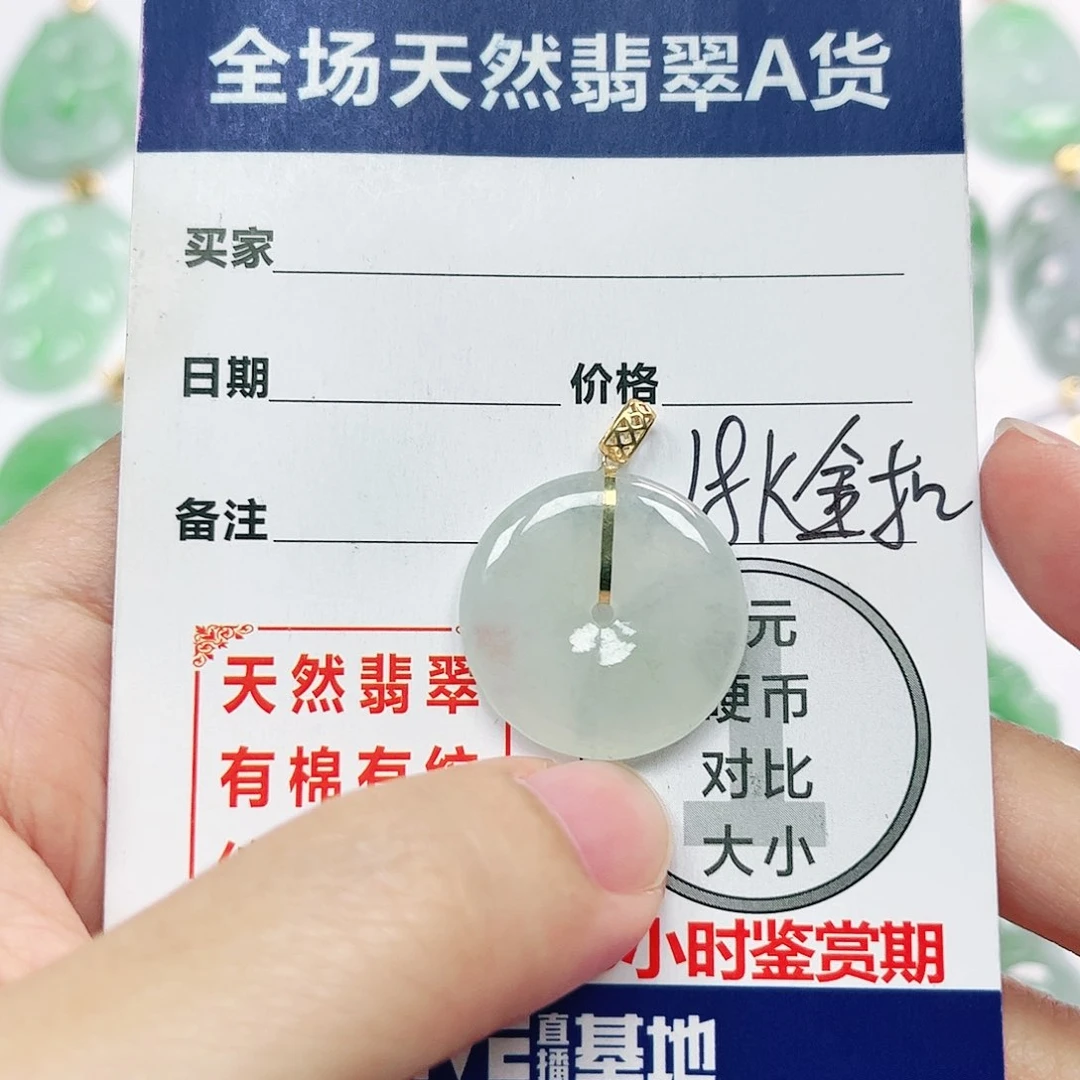 全场天然翡翠A货
买家
日期
价格
备注
18K金扣
天然翡翠
有棉有纹
元
硬币
对比
大小
小时鉴赏期
直播
基地